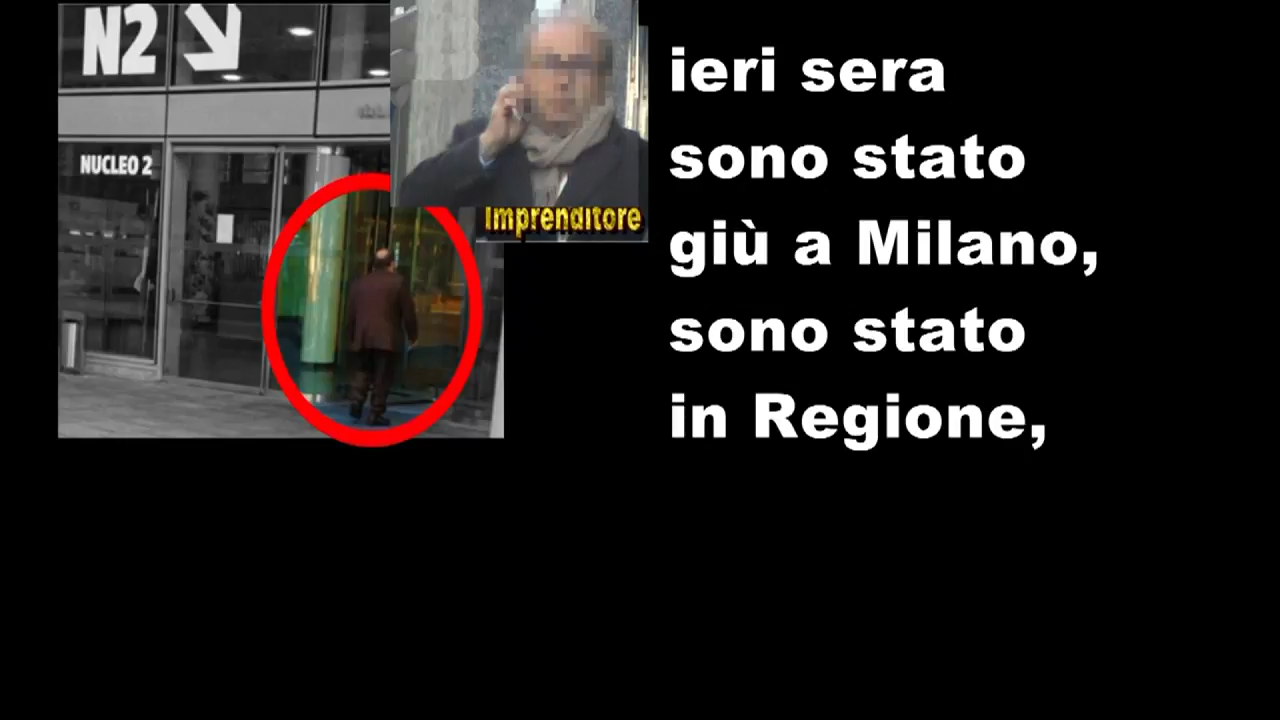 N2
NUCLEO 2
Imprenditore
ieri sera
sono stato
giù a Milano,
sono stato
in Regione,